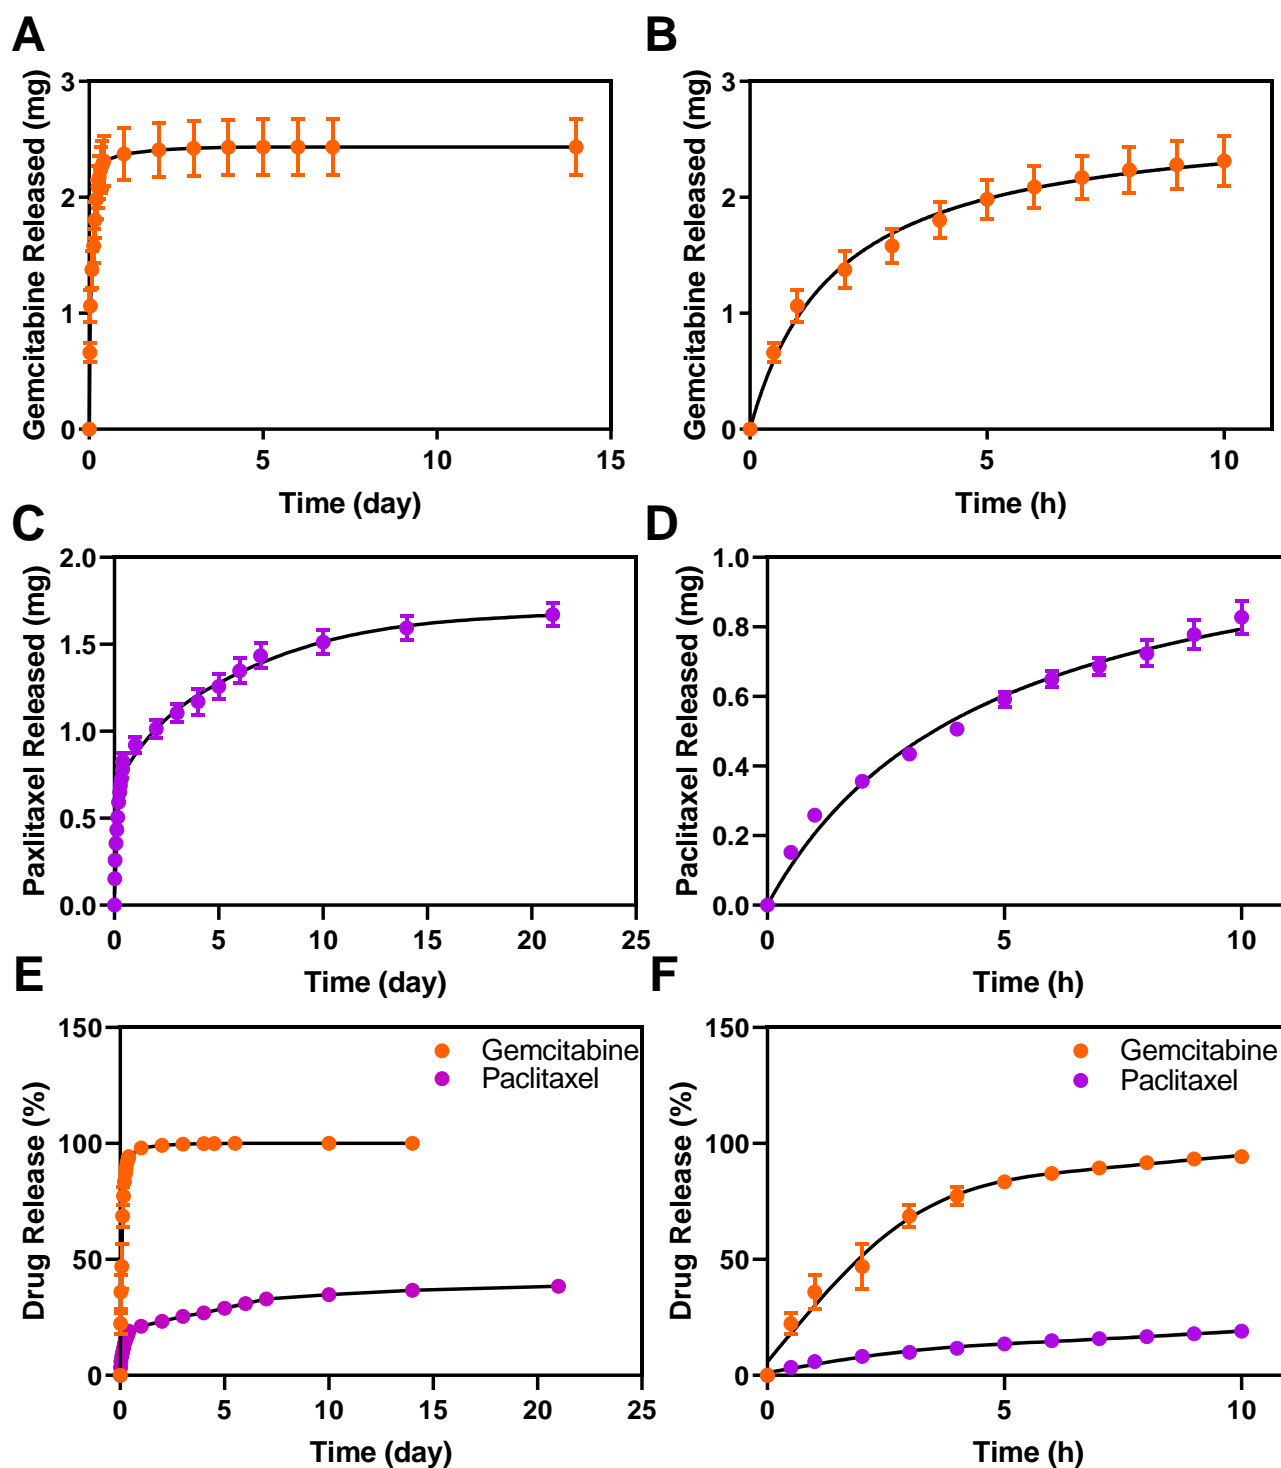 A
B
Gemcitabine Released (mg)
3
2
1
0
0 5 10 15
Time (day)
Gemcitabine Released (mg)
3
2
1
0
0 5 10
Time (h)
C
D
Paxlitaxel Released (mg)
2.0
1.5
1.0
0.5
0.0
0 5 10 15 20 25
Time (day)
Paclitaxel Released (mg)
1.0
0.8
0.6
0.4
0.2
0.0
0 5 10
Time (h)
E
F
Drug Release (%)
150
100
50
0
Gemcitabine
Paclitaxel
0 5 10 15 20 25
Time (day)
Drug Release (%)
150
100
50
0
Gemcitabine
Paclitaxel
0 5 10
Time (h)